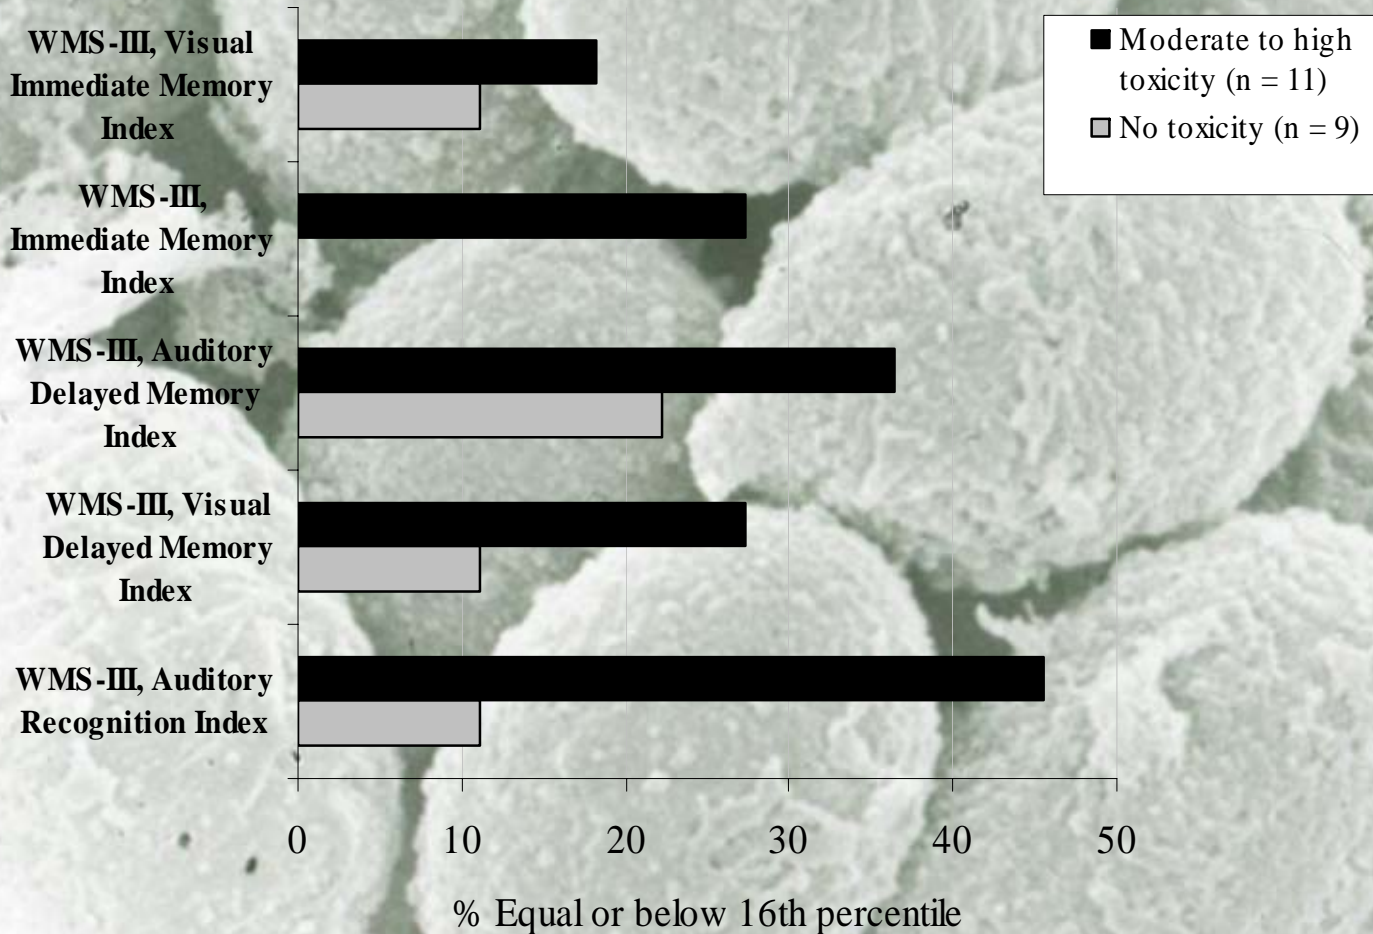 WMS-III, Visual
Immediate Memory
Index
WMS-III,
Immediate Memory
Index
WMS-III, Auditory
Delayed Memory
Index
WMS-III, Visual
Delayed Memory
Index
WMS-III, Auditory
Recognition Index
Moderate to high
toxicity (n = 11)
No toxicity (n = 9)
0 10 20 30 40 50
% Equal or below 16th percentile